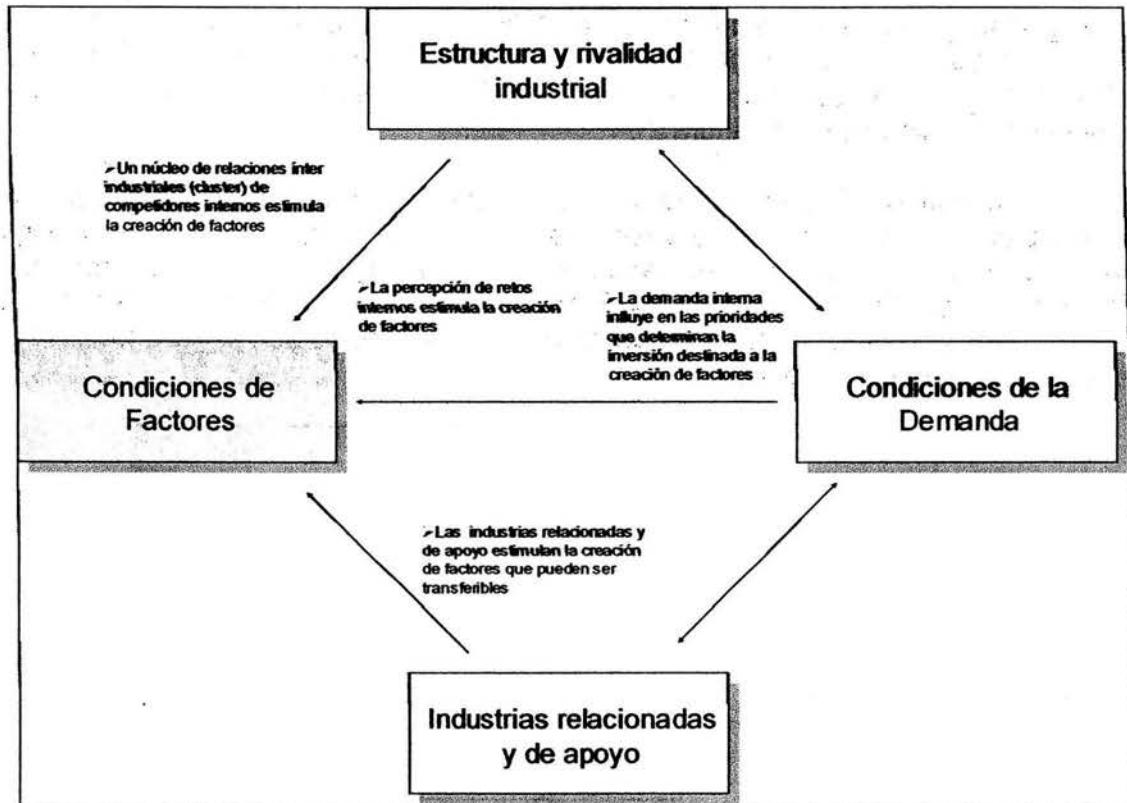 Estructura y rivalidad
industrial
➢Un núcleo de relaciones inter
industriales (cluster) de
competidores internos estimula
la creación de factores
➢La percepción de retos
internos estimula la creación
de factores
➢La demanda interna
influye en las prioridades
que determinan la
inversión destinada a la
creación de factores
Condiciones de
Factores
Condiciones de la
Demanda
➢Las industrias relacionadas y
de apoyo estimulan la creación
de factores que pueden ser
transferibles
Industrias relacionadas
y de apoyo